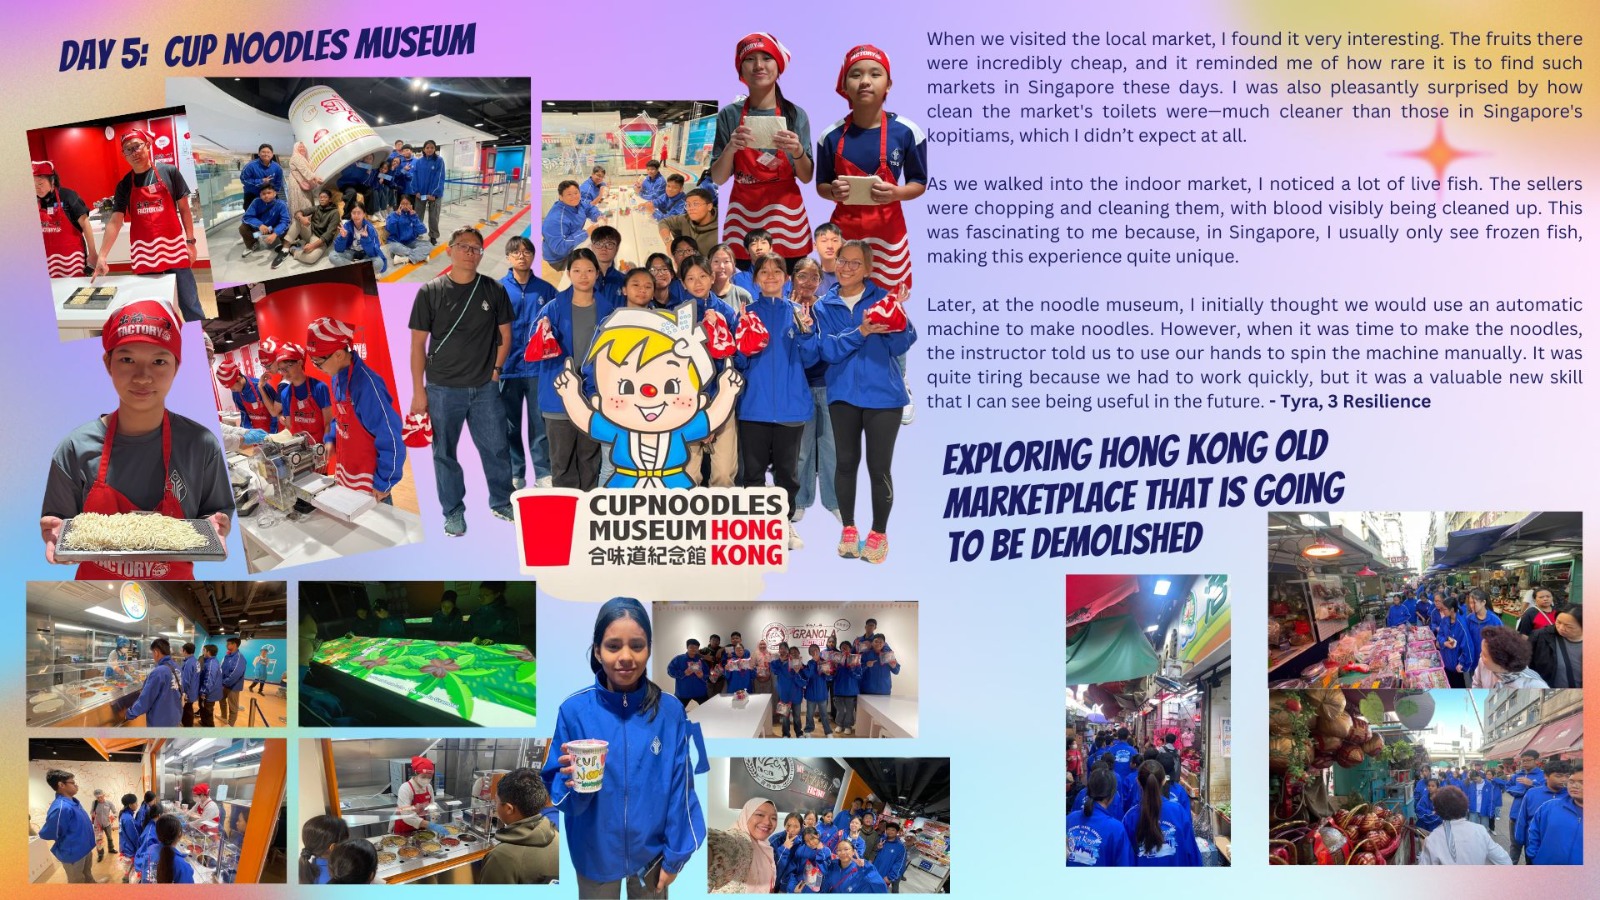 DAY 5: CUP NOODLES MUSEUM
When we visited the local market, I found it very interesting. The fruits there
were incredibly cheap, and it reminded me of how rare it is to find such
markets in Singapore these days. I was also pleasantly surprised by how
clean the market's toilets were—much cleaner than those in Singapore's
kopitiams, which I didn’t expect at all.
As we walked into the indoor market, I noticed a lot of live fish. The sellers
were chopping and cleaning them, with blood visibly being cleaned up. This
was fascinating to me because, in Singapore, I usually only see frozen fish,
making this experience quite unique.
Later, at the noodle museum, I initially thought we would use an automatic
machine to make noodles. However, when it was time to make the noodles,
the instructor told us to use our hands to spin the machine manually. It was
quite tiring because we had to work quickly, but it was a valuable new skill
that I can see being useful in the future. - Tyra, 3 Resilience
FACTORY
FACTORY
CUPNOODLES
MUSEUM HONG
合味道紀念館 KONG
EXPLORING HONG KONG OLD
MARKETPLACE THAT IS GOING
TO BE DEMOLISHED
GRANOLA
FACTORY